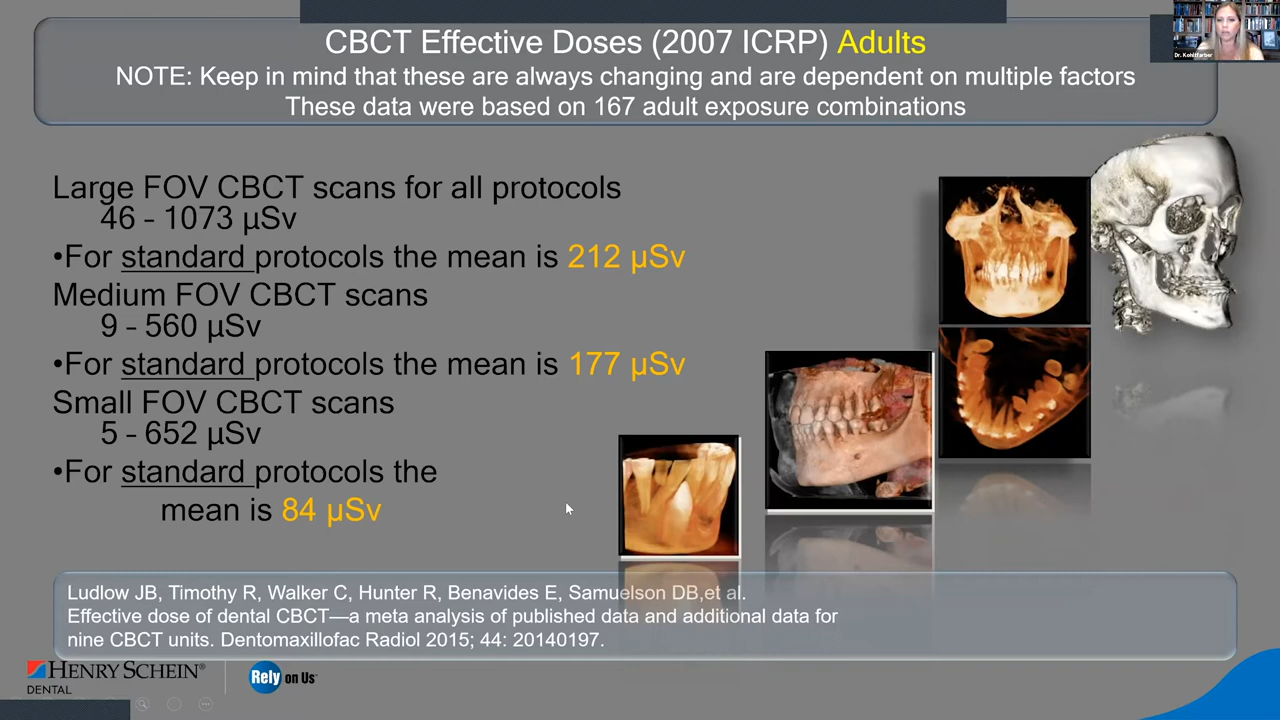 CBCT Effective Doses (2007 ICRP) Adults
NOTE: Keep in mind that these are always changing and are dependent on multiple factors
These data were based on 167 adult exposure combinations
Dr. Kohltfarber
Large FOV CBCT scans for all protocols
46 - 1073 µSv
•For standard protocols the mean is 212 µSv
Medium FOV CBCT scans
9 - 560 µSv
•For standard protocols the mean is 177 µSv
Small FOV CBCT scans
5 - 652 µSv
•For standard protocols the
mean is 84 µSv
Ludlow JB, Timothy R, Walker C, Hunter R, Benavides E, Samuelson DB,et al.
Effective dose of dental CBCT—a meta analysis of published data and additional data for
nine CBCT units. Dentomaxillofac Radiol 2015; 44: 20140197.
HENRY SCHEIN®
DENTAL
Rely on Us™